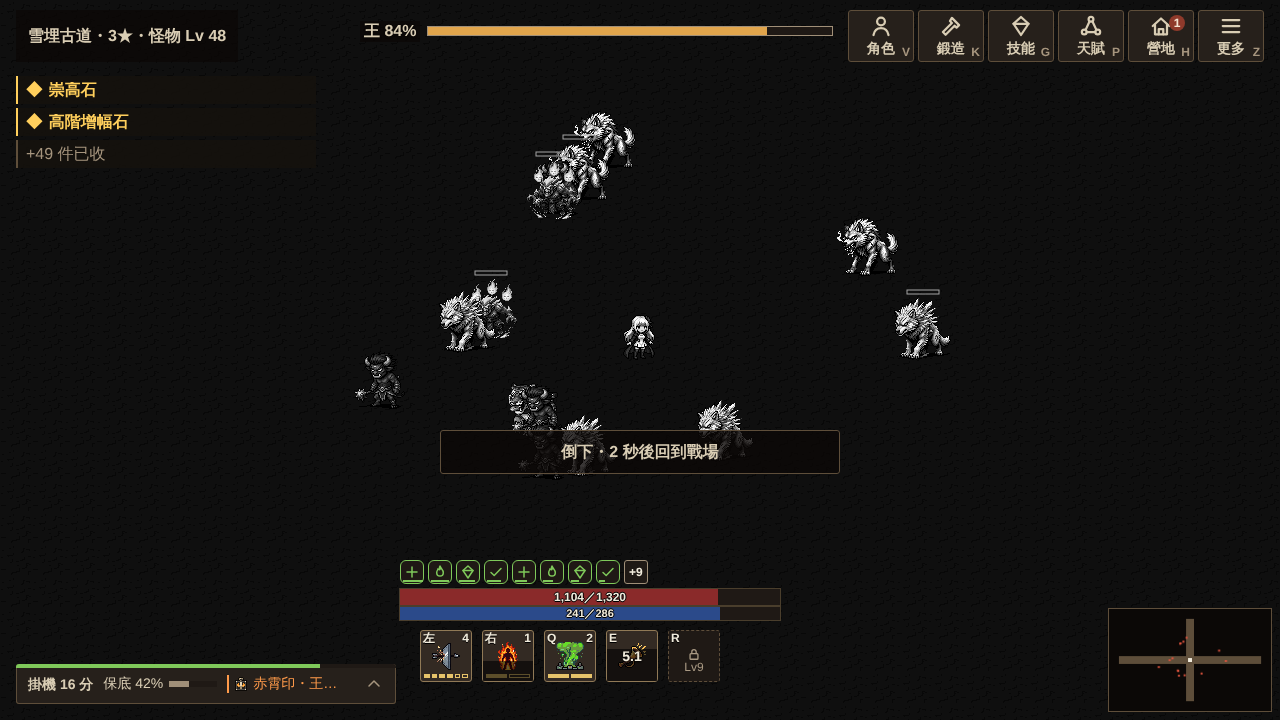 雪埋古道・3★・怪物 Lv 48
王 84%
角色 V
鍛造 K
技能 G
天賦 P
營地 H 1
更多 Z
◆ 崇高石
◆ 高階增幅石
+49 件已收
倒下・2 秒後回到戰場
+9
1,104／1,320
241／286
左 4
右 1
Q 2
E 5.1
R Lv9
掛機 16 分 保底 42% 赤霄印・王…